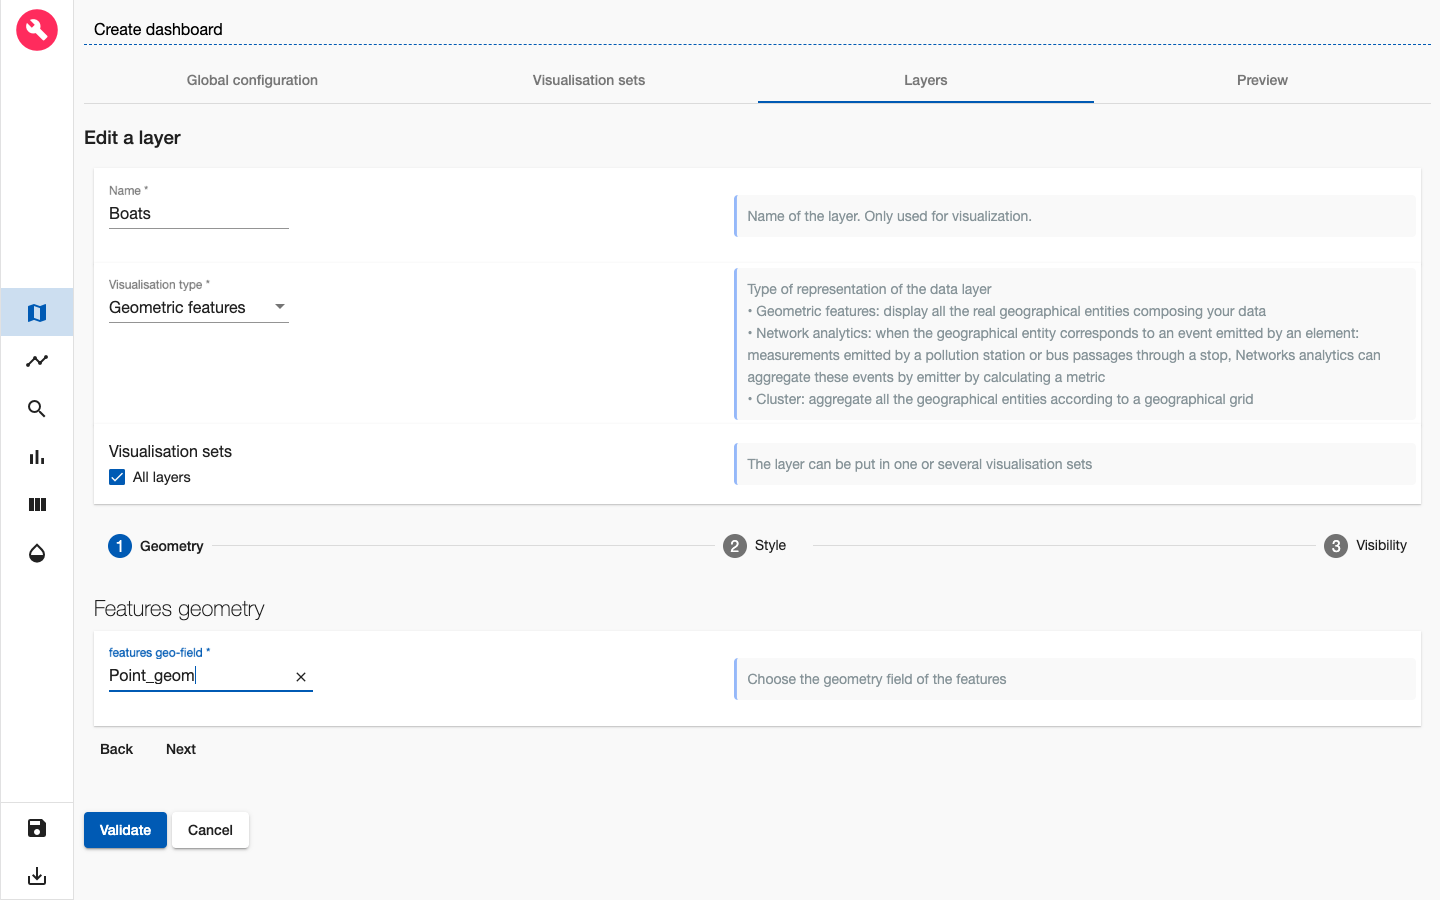 Create dashboard
Global configuration
Visualisation sets
Layers
Preview
Edit a layer
Name *
Boats
Name of the layer. Only used for visualization.
Visualisation type *
Geometric features
Type of representation of the data layer
• Geometric features: display all the real geographical entities composing your data
• Network analytics: when the geographical entity corresponds to an event emitted by an element:
measurements emitted by a pollution station or bus passages through a stop, Networks analytics can
aggregate these events by emitter by calculating a metric
• Cluster: aggregate all the geographical entities according to a geographical grid
Visualisation sets
All layers
The layer can be put in one or several visualisation sets
1 Geometry
2 Style
3 Visibility
Features geometry
features geo-field *
Point_geom
Choose the geometry field of the features
Back
Next
Validate
Cancel